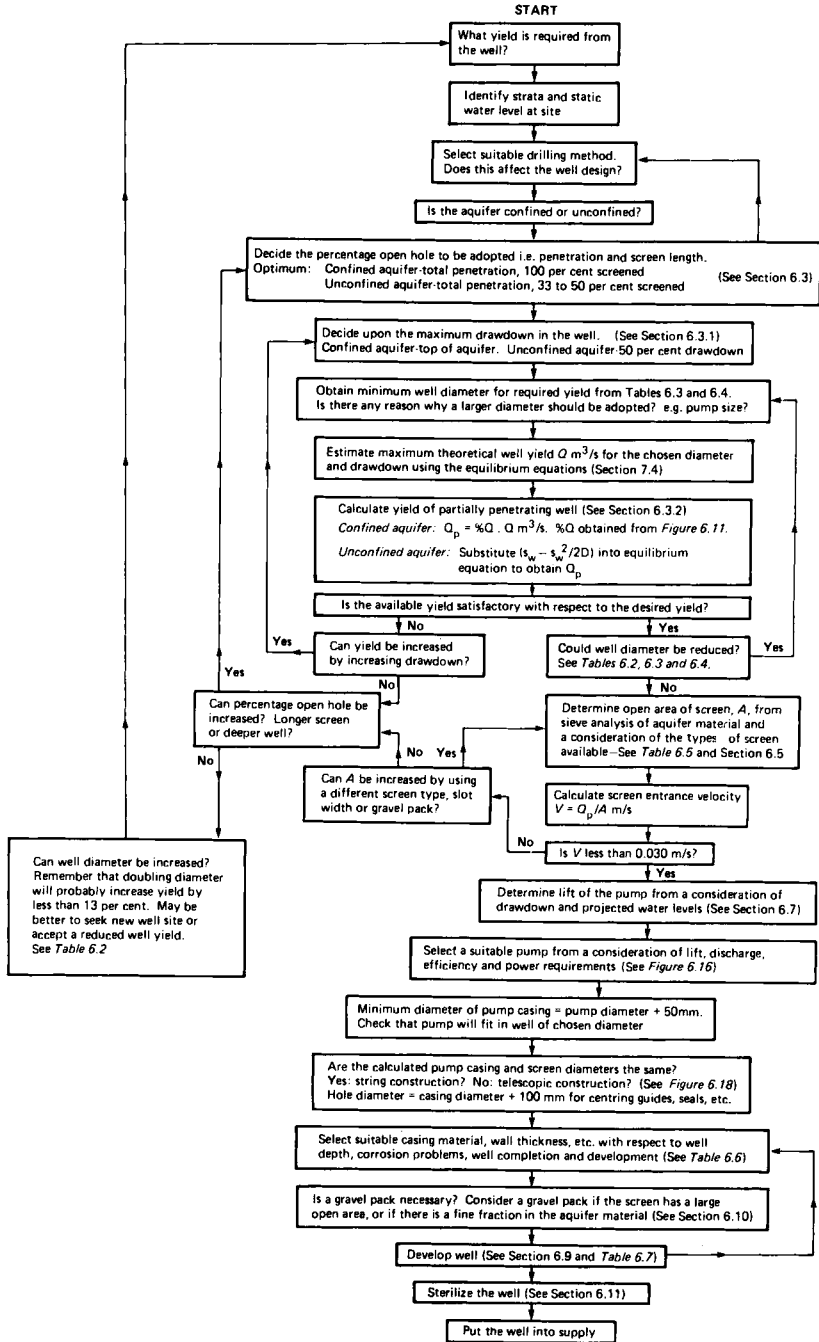 START
What yield is required from
the well?
Identify strata and static
water level at site
Select suitable drilling method.
Does this affect the well design?
Is the aquifer confined or unconfined?
Decide the percentage open hole to be adopted i.e. penetration and screen length.
Optimum: Confined aquifer-total penetration, 100 per cent screened (See Section 6.3)
Unconfined aquifer-total penetration, 33 to 50 per cent screened
Decide upon the maximum drawdown in the well. (See Section 6.3.1)
Confined aquifer-top of aquifer. Unconfined aquifer-50 per cent drawdown
Obtain minimum well diameter for required yield from Tables 6.3 and 6.4.
Is there any reason why a larger diameter should be adopted? e.g. pump size?
Estimate maximum theoretical well yield Q m³/s for the chosen diameter
and drawdown using the equilibrium equations (Section 7.4)
Calculate yield of partially penetrating well (See Section 6.3.2)
Confined aquifer: Qp = %Q . Q m³/s. %Q obtained from Figure 6.11.
Unconfined aquifer: Substitute (sw – sw²/2D) into equilibrium
equation to obtain Qp
Is the available yield satisfactory with respect to the desired yield?
No
Yes
Yes
Can yield be increased
by increasing drawdown?
Could well diameter be reduced?
See Tables 6.2, 6.3 and 6.4.
Yes
Yes
No
No
Can percentage open hole be
increased? Longer screen
or deeper well?
Determine open area of screen, A, from
sieve analysis of aquifer material and
a consideration of the types of screen
available—See Table 6.5 and Section 6.5
No
No
Yes
Can A be increased by using
a different screen type, slot
width or gravel pack?
Calculate screen entrance velocity
V = Qp/A m/s
No
Is V less than 0.030 m/s?
Yes
Can well diameter be increased?
Remember that doubling diameter
will probably increase yield by
less than 13 per cent. May be
better to seek new well site or
accept a reduced well yield.
See Table 6.2
Determine lift of the pump from a consideration of
drawdown and projected water levels (See Section 6.7)
Select a suitable pump from a consideration of lift, discharge,
efficiency and power requirements (See Figure 6.16)
Minimum diameter of pump casing = pump diameter + 50mm.
Check that pump will fit in well of chosen diameter
Are the calculated pump casing and screen diameters the same?
Yes: string construction? No: telescopic construction? (See Figure 6.18)
Hole diameter = casing diameter + 100 mm for centring guides, seals, etc.
Select suitable casing material, wall thickness, etc. with respect to well
depth, corrosion problems, well completion and development (See Table 6.6)
Is a gravel pack necessary? Consider a gravel pack if the screen has a large
open area, or if there is a fine fraction in the aquifer material (See Section 6.10)
Develop well (See Section 6.9 and Table 6.7)
Sterilize the well (See Section 6.11)
Put the well into supply